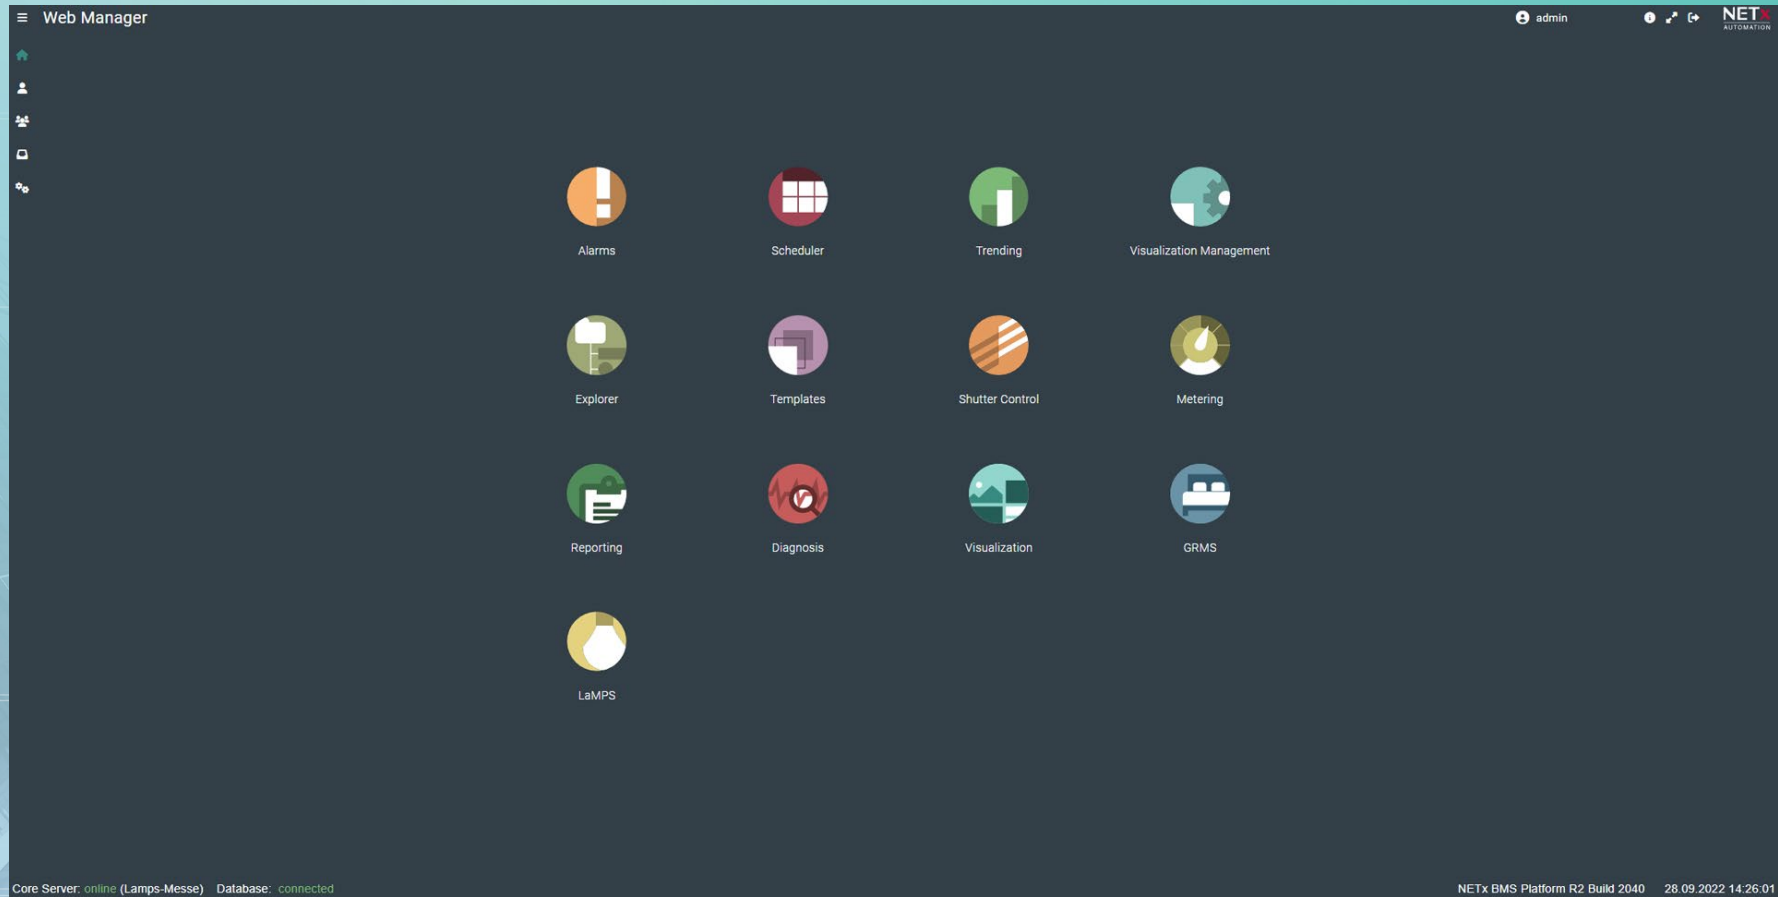 Web Manager
admin
NETx
AUTOMATION
Alarms
Scheduler
Trending
Visualization Management
Explorer
Templates
Shutter Control
Metering
Reporting
Diagnosis
Visualization
GRMS
LaMPS
Core Server: online (Lamps-Messe) Database: connected
NETx BMS Platform R2 Build 2040 28.09.2022 14:26:01